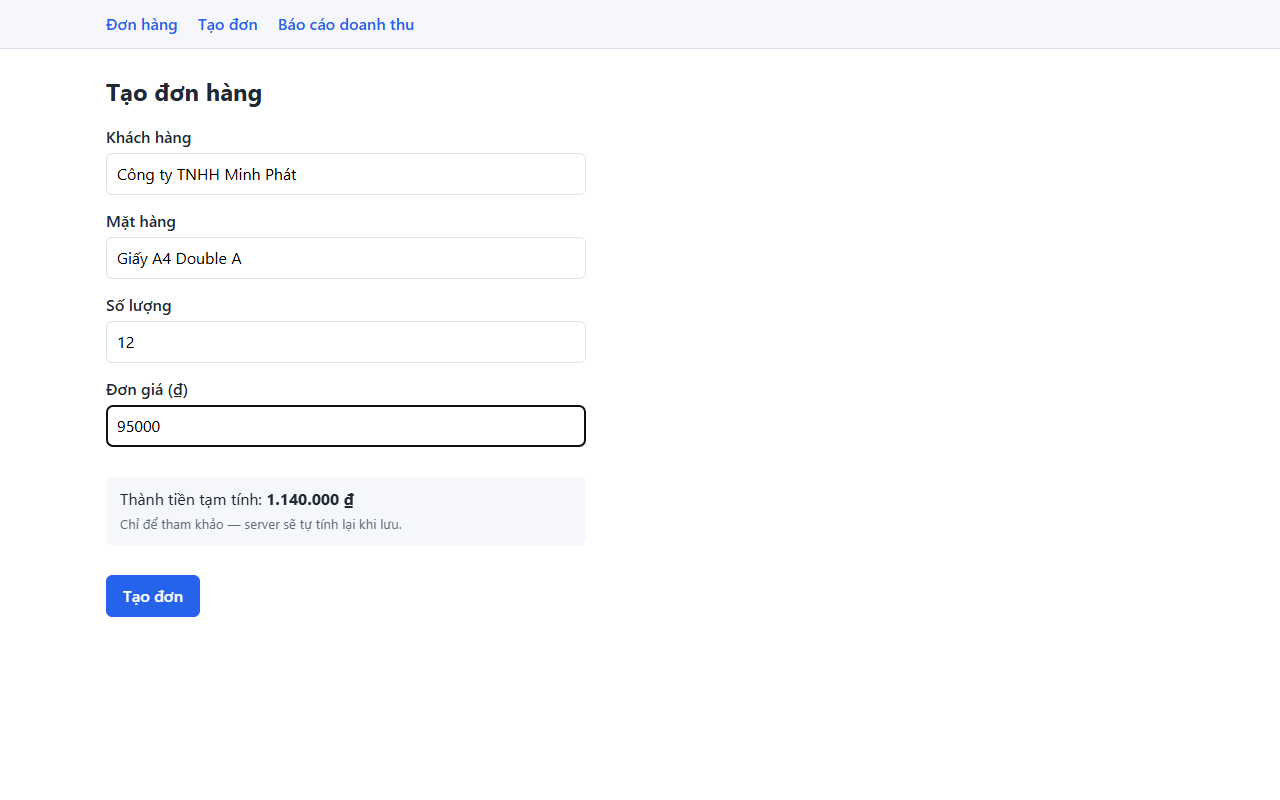 Đơn hàng Tạo đơn Báo cáo doanh thu
Tạo đơn hàng
Khách hàng
Công ty TNHH Minh Phát
Mặt hàng
Giấy A4 Double A
Số lượng
12
Đơn giá (₫)
95000
Thành tiền tạm tính: 1.140.000 ₫
Chỉ để tham khảo — server sẽ tự tính lại khi lưu.
Tạo đơn